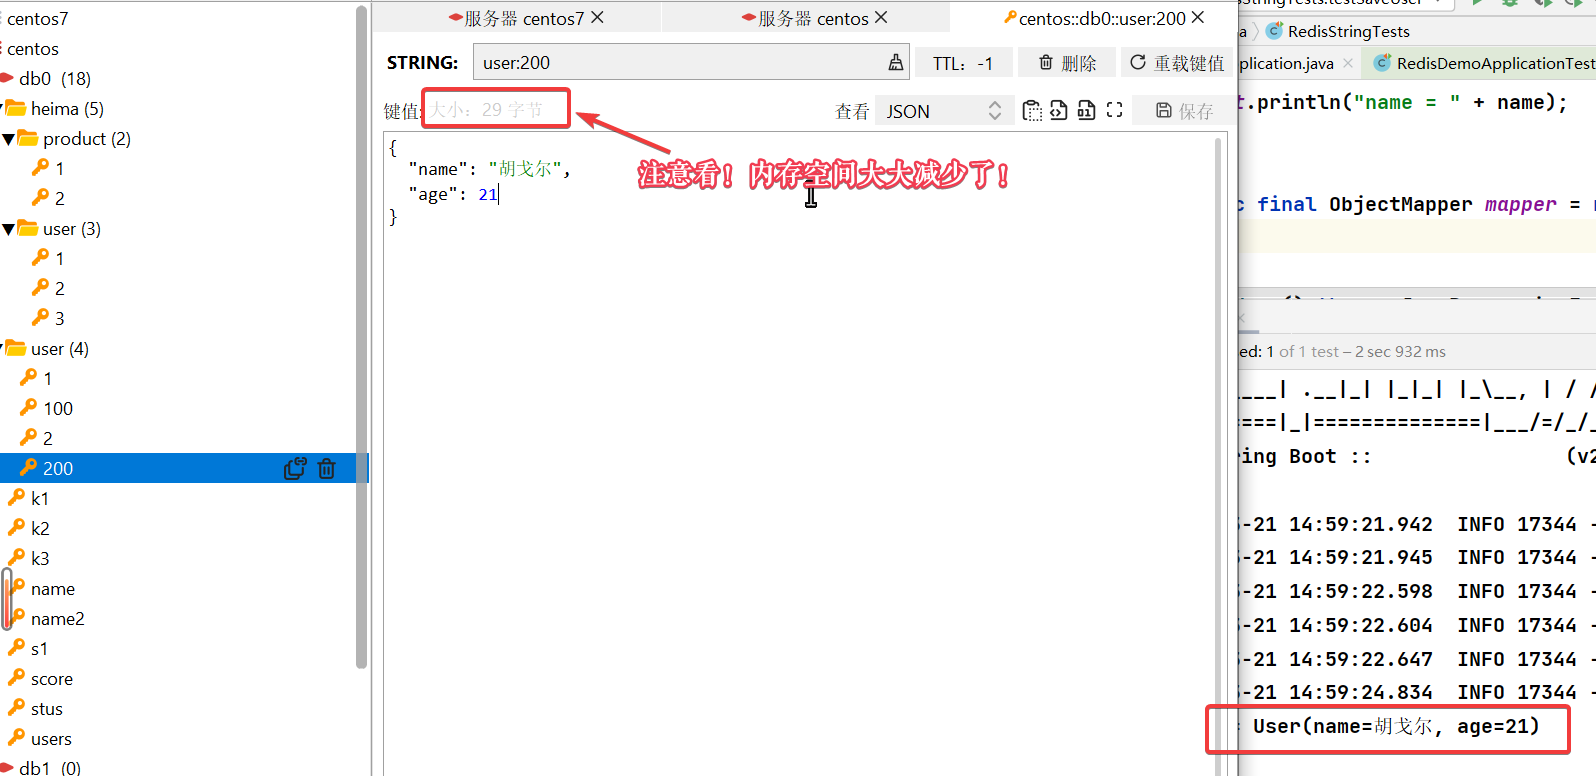 centos7
centos
db0 (18)
heima (5)
product (2)
1
2
user (3)
1
2
3
user (4)
1
100
2
200
k1
k2
k3
name
name2
s1
score
stus
users
db1 (0)
服务器 centos7
服务器 centos
centos::db0::user:200
STRING:
user:200
TTL: -1
删除
重载键值
键值:
大小: 29 字节
查看
JSON
保存
{
"name": "胡戈尔",
"age": 21
}
注意看！内存空间大大减少了！
RedisStringTests
plication.java
RedisDemoApplicationTest
t.println("name = " + name);
c final ObjectMapper mapper =
ed: 1 of 1 test – 2 sec 932 ms
ing Boot :: (v2
-21 14:59:21.942 INFO 17344 -
-21 14:59:21.945 INFO 17344 -
-21 14:59:22.598 INFO 17344 -
-21 14:59:22.604 INFO 17344 -
-21 14:59:22.647 INFO 17344 -
-21 14:59:24.834 INFO 17344 -
= User(name=胡戈尔, age=21)